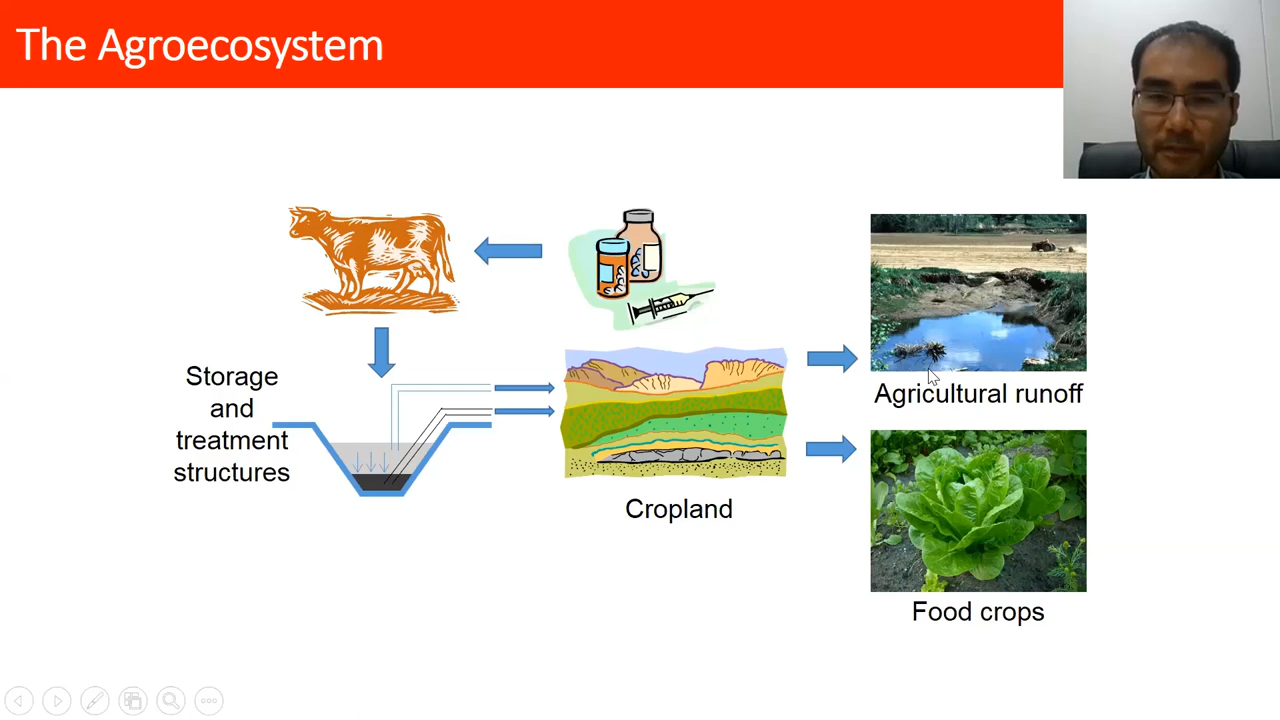 The Agroecosystem
Storage
and
treatment
structures
Cropland
Agricultural runoff
Food crops